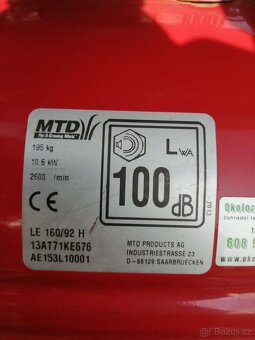 MTD
For A Growing World.
195 kg
10.6 kW
2600 /min
CE
LWA
100
dB
2013
LE 160/92 H
13AT71KE676
AE153L10001
MTD PRODUCTS AG
INDUSTRIESTRASSE 23
D-66129 SAARBRUECKEN
Zahradní
608
bazos.cz